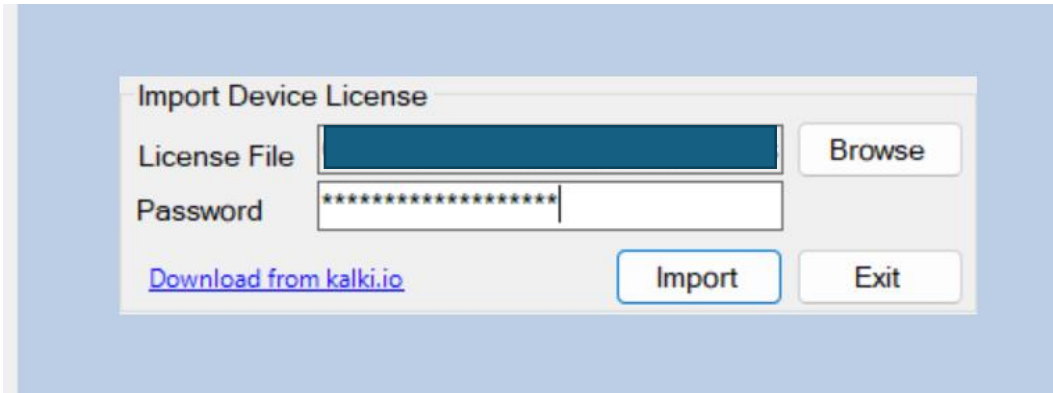 Import Device License
License File Browse
Password *******************
Download from kalki.io Import Exit